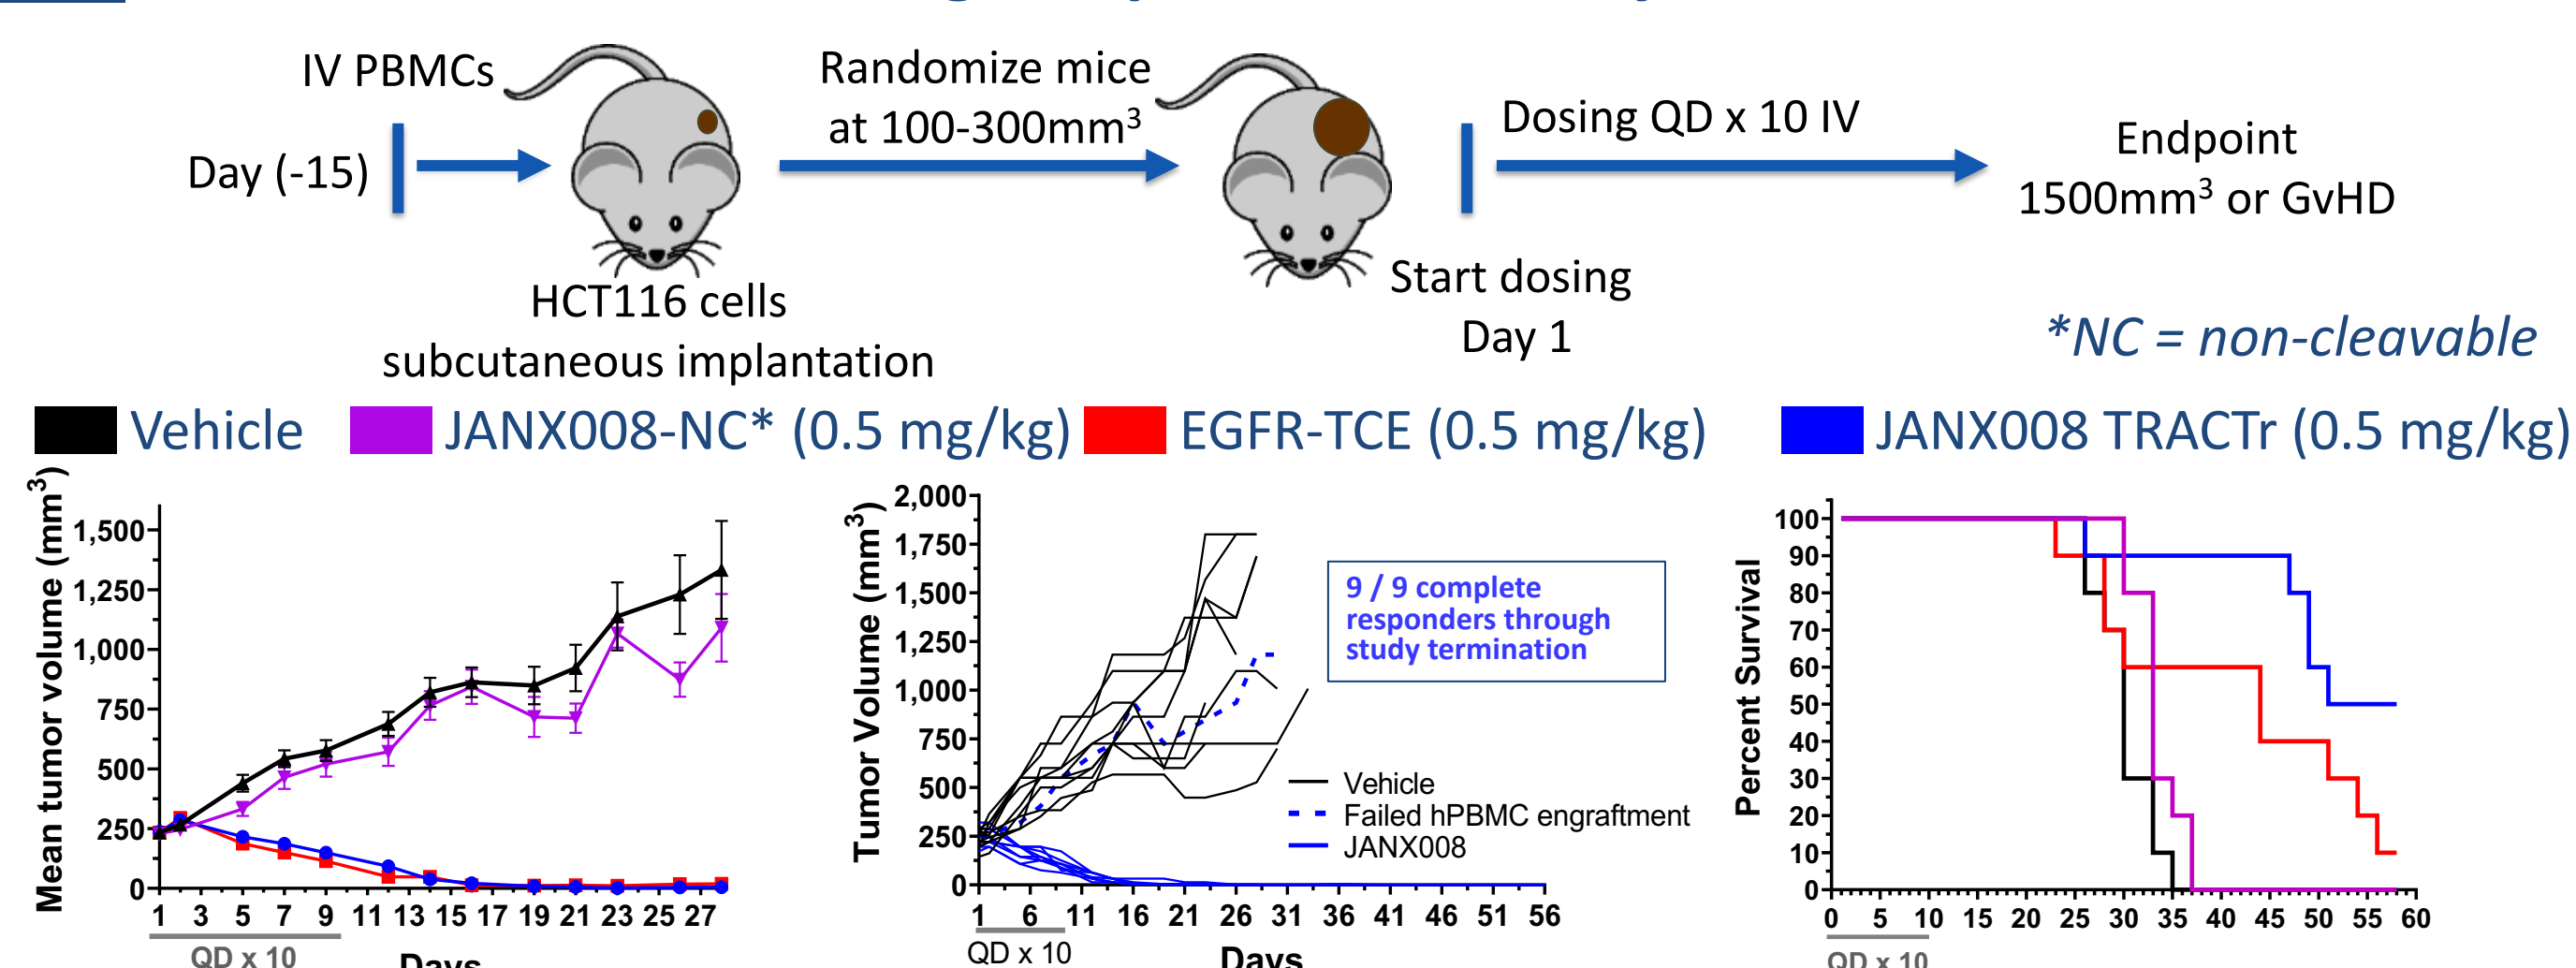 IV PBMCs
Day (-15)
HCT116 cells
subcutaneous implantation
Randomize mice
at 100-300mm³
Start dosing
Day 1
Dosing QD x 10 IV
Endpoint
1500mm³ or GvHD
*NC = non-cleavable
Vehicle
JANX008-NC* (0.5 mg/kg)
EGFR-TCE (0.5 mg/kg)
JANX008 TRACTr (0.5 mg/kg)
Mean tumor volume (mm³)
1,500
1,250
1,000
750
500
250
0
1 3 5 7 9 11 13 15 17 19 21 23 25 27
QD x 10
Days
Tumor Volume (mm³)
2,000
1,750
1,500
1,250
1,000
750
500
250
0
9 / 9 complete
responders through
study termination
Vehicle
Failed hPBMC engraftment
JANX008
1 6 11 16 21 26 31 36 41 46 51 56
QD x 10
Days
Percent Survival
100
90
80
70
60
50
40
30
20
10
0
0 5 10 15 20 25 30 35 40 45 50 55 60
QD x 10